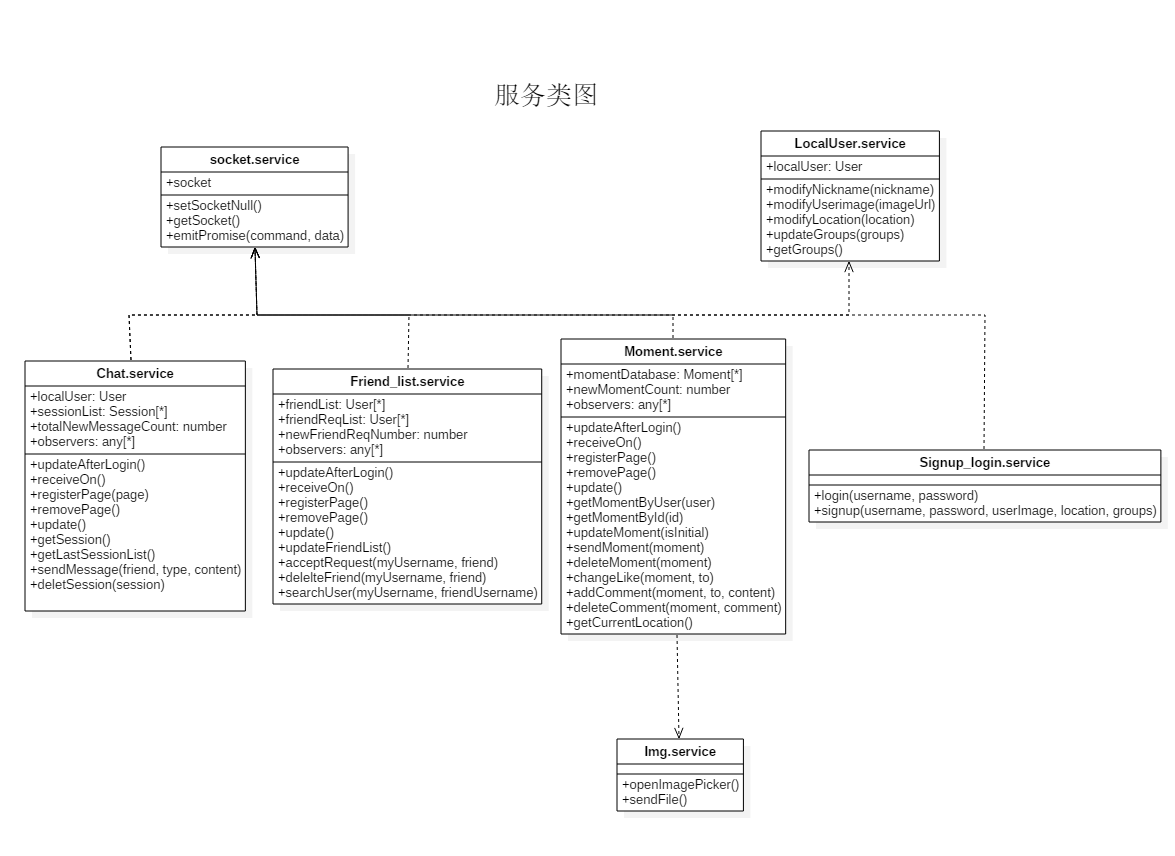 服务类图
socket.service
+socket
+setSocketNull()
+getSocket()
+emitPromise(command, data)
LocalUser.service
+localUser: User
+modifyNickname(nickname)
+modifyUserimage(imageUrl)
+modifyLocation(location)
+updateGroups(groups)
+getGroups()
Chat.service
+localUser: User
+sessionList: Session[*]
+totalNewMessageCount: number
+observers: any[*]
+updateAfterLogin()
+receiveOn()
+registerPage(page)
+removePage()
+update()
+getSession()
+getLastSessionList()
+sendMessage(friend, type, content)
+deletSession(session)
Friend_list.service
+friendList: User[*]
+friendReqList: User[*]
+newFriendReqNumber: number
+observers: any[*]
+updateAfterLogin()
+receiveOn()
+registerPage()
+removePage()
+update()
+updateFriendList()
+acceptRequest(myUsername, friend)
+delelteFriend(myUsername, friend)
+searchUser(myUsername, friendUsername)
Moment.service
+momentDatabase: Moment[*]
+newMomentCount: number
+observers: any[*]
+updateAfterLogin()
+receiveOn()
+registerPage()
+removePage()
+update()
+getMomentByUser(user)
+getMomentById(id)
+updateMoment(isInitial)
+sendMoment(moment)
+deleteMoment(moment)
+changeLike(moment, to)
+addComment(moment, to, content)
+deleteComment(moment, comment)
+getCurrentLocation()
Signup_login.service
+login(username, password)
+signup(username, password, userImage, location, groups)
Img.service
+openImagePicker()
+sendFile()